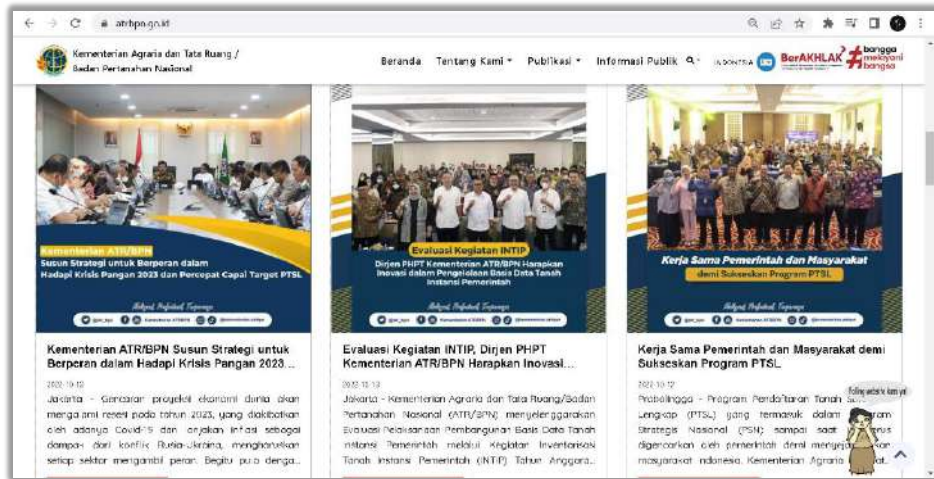 atrbpn.go.id
Kementerian Agraria dan Tata Ruang /
Badan Pertanahan Nasional
Beranda Tentang Kami Publikasi Informasi Publik INDONESIA BerAKHLAK bangga
melayani
bangsa
Kementerian ATR/BPN
Susun Strategi untuk Berperan dalam
Hadapi Krisis Pangan 2023 dan Percepat Capai Target PTSL
Kementerian ATR/BPN Susun Strategi untuk
Berperan dalam Hadapi Krisis Pangan 2023...
2022-10-13
Jakarta - Gencaran proyeksi ekonomi dunia akan
mengalami resesi pada tahun 2023, yang diakibatkan
oleh adanya Covid-19 dan lonjakan inflasi sebagai
dampak dari konflik Rusia-Ukraina, mengharuskan
setiap sektor mengambil peran. Begitu pula denga...
Evaluasi Kegiatan INTIP
Dirjen PHPT Kementerian ATR/BPN Harapkan
Inovasi dalam Pengelolaan Basis Data Tanah
Instansi Pemerintah
Evaluasi Kegiatan INTIP, Dirjen PHPT
Kementerian ATR/BPN Harapkan Inovasi...
2022-10-13
Jakarta - Kementerian Agraria dan Tata Ruang/Badan
Pertanahan Nasional (ATR/BPN) menyelenggarakan
Evaluasi Pelaksanaan Pembangunan Basis Data Tanah
Instansi Pemerintah melalui Kegiatan Inventarisasi
Tanah Instansi Pemerintah (INTIP) Tahun Anggara...
Kerja Sama Pemerintah dan Masyarakat
demi Sukseskan Program PTSL
Kerja Sama Pemerintah dan Masyarakat demi
Sukseskan Program PTSL
2022-10-12
Probolinggo - Program Pendaftaran Tanah
Lengkap (PTSL) yang termasuk dalam
Strategis Nasional (PSN) sampai saat
digencarkan oleh pemerintah demi
masyarakat Indonesia. Kementerian Agraria